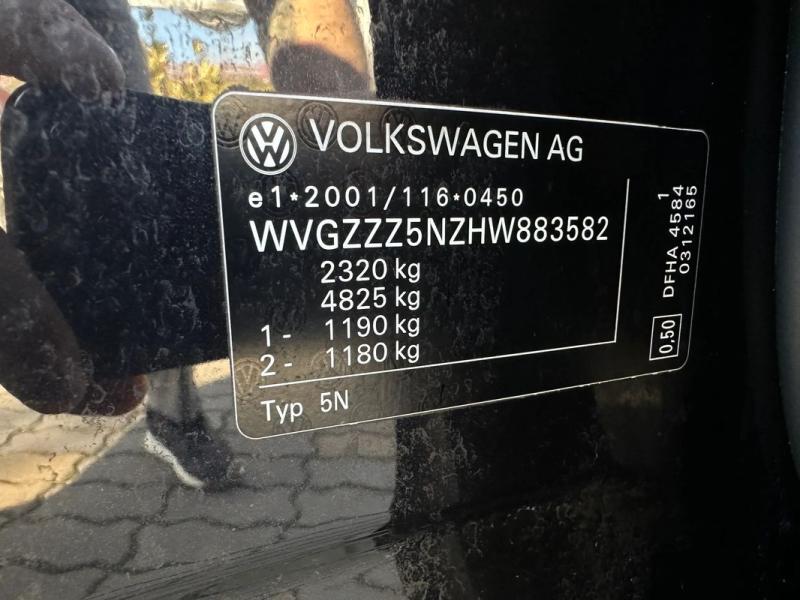 VOLKSWAGEN AG
e1*2001/116*0450
WVGZZZ5NZHW883582
2320 kg
4825 kg
1- 1190 kg
2- 1180 kg
Typ 5N
0,50
DFHA 4584 1
0312165